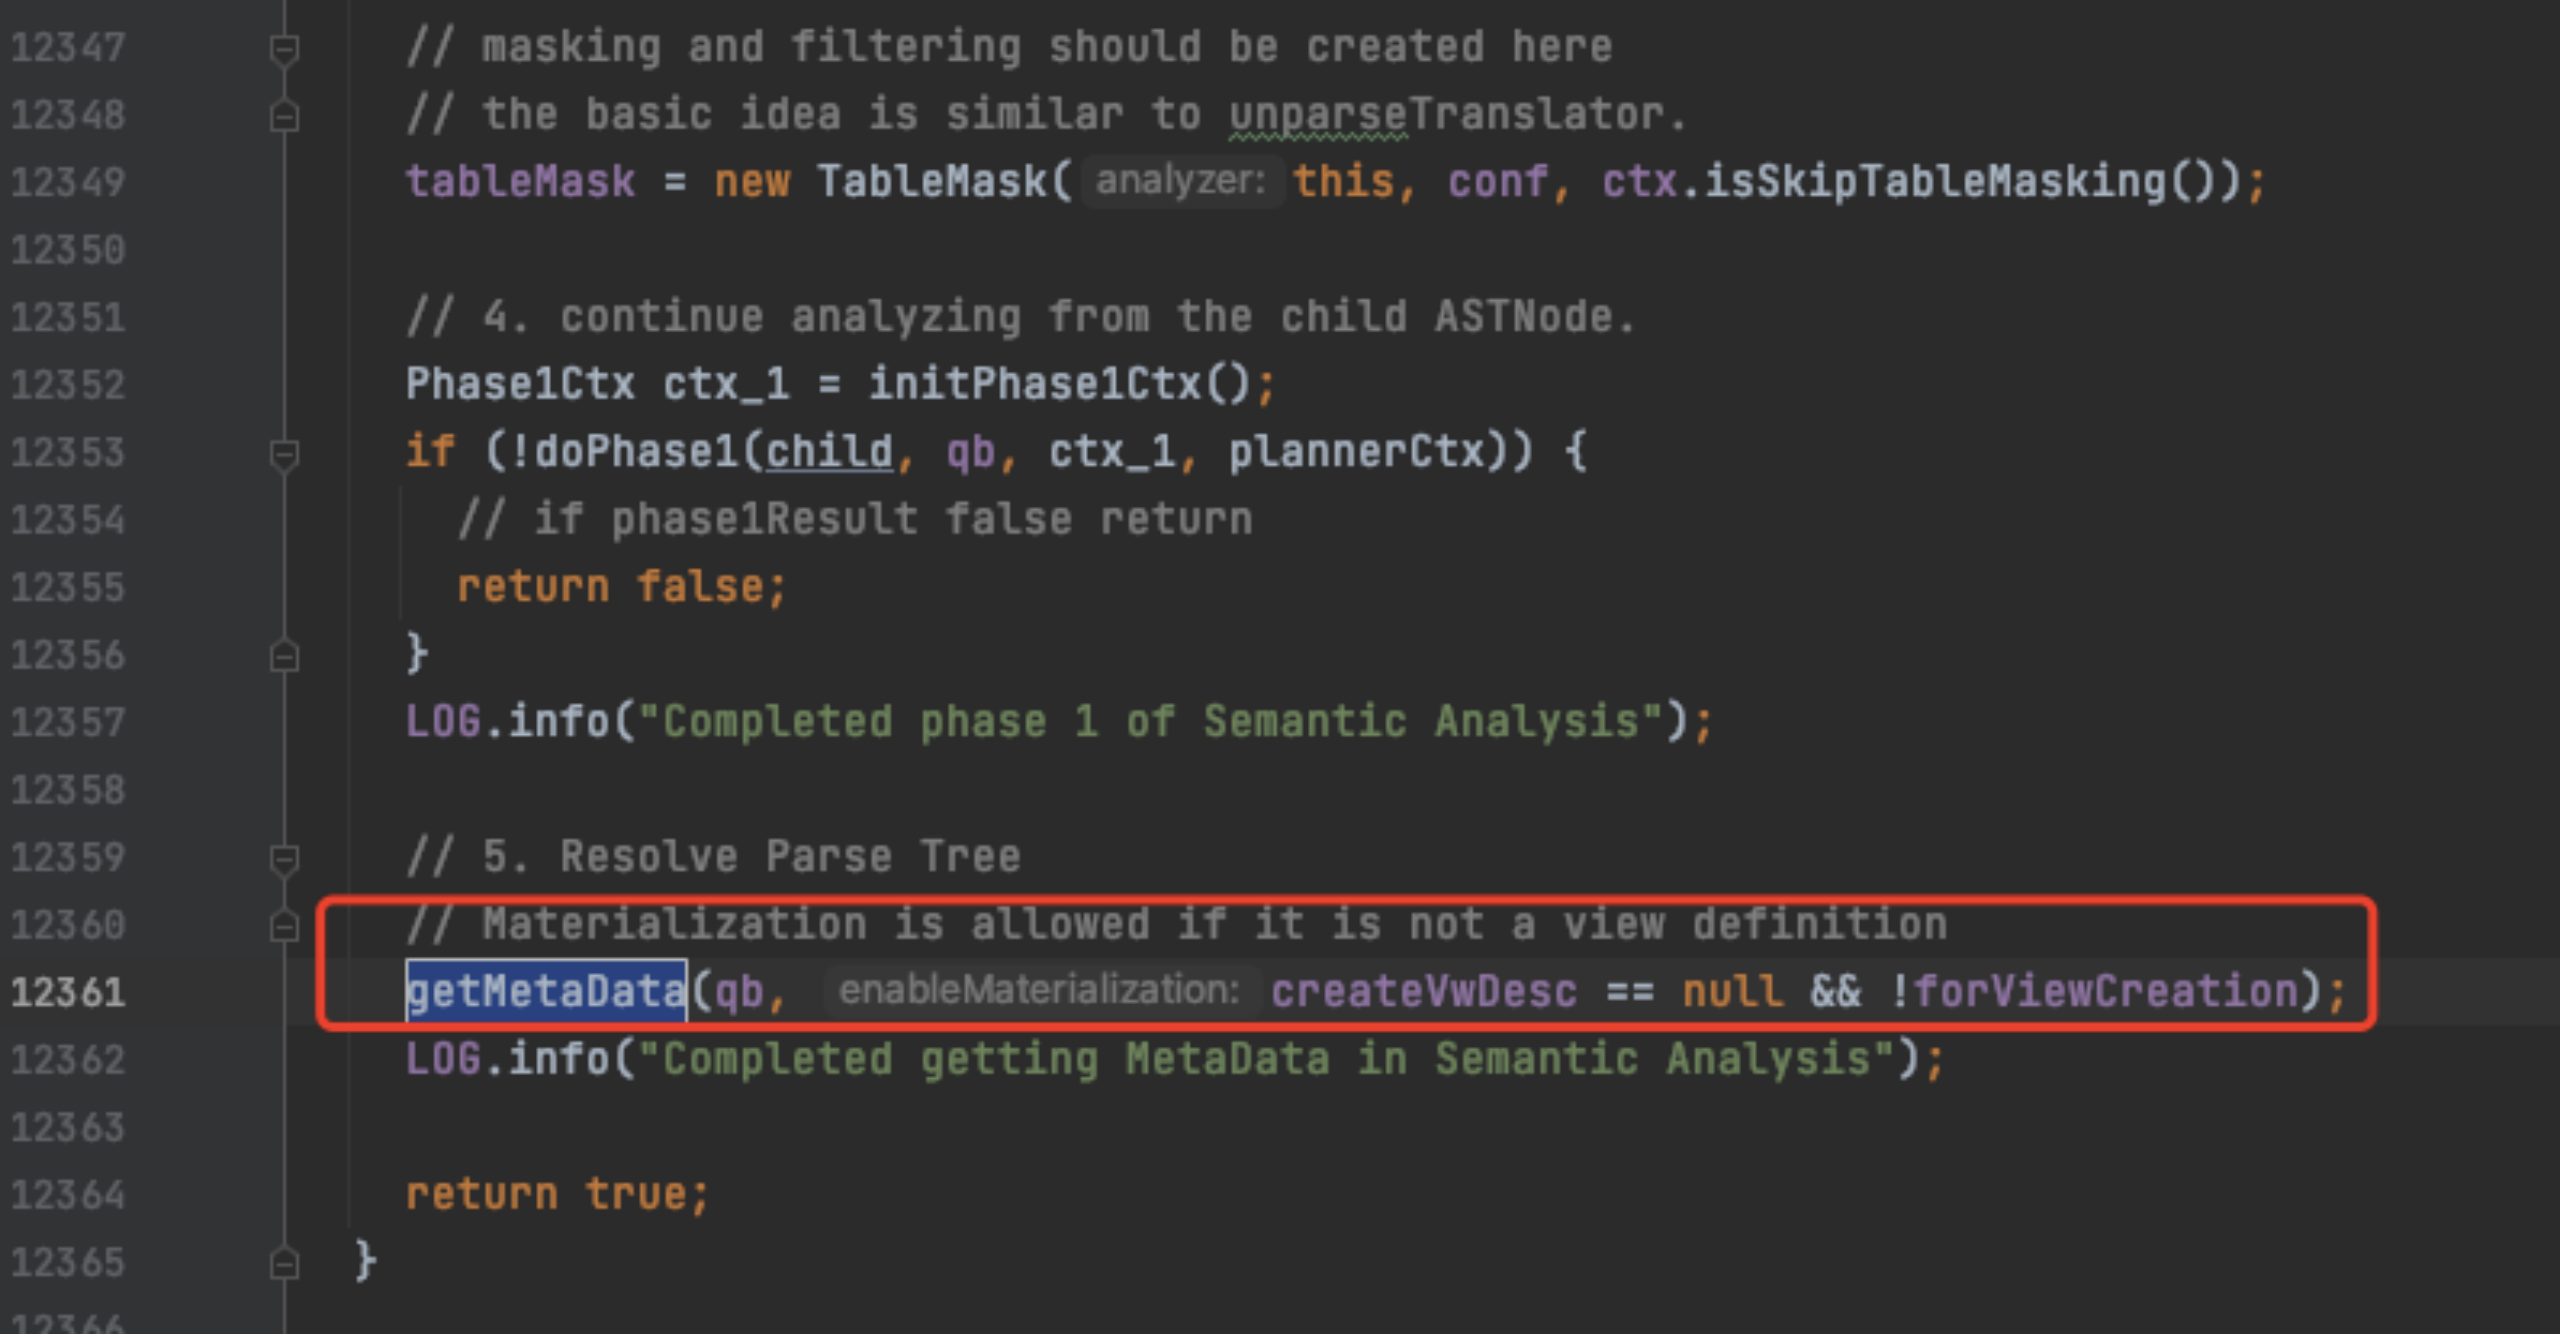 12347 // masking and filtering should be created here
12348 // the basic idea is similar to unparseTranslator.
12349 tableMask = new TableMask( analyzer: this, conf, ctx.isSkipTableMasking());
12350
12351 // 4. continue analyzing from the child ASTNode.
12352 Phase1Ctx ctx_1 = initPhase1Ctx();
12353 if (!doPhase1(child, qb, ctx_1, plannerCtx)) {
12354 // if phase1Result false return
12355 return false;
12356 }
12357 LOG.info("Completed phase 1 of Semantic Analysis");
12358
12359 // 5. Resolve Parse Tree
12360 // Materialization is allowed if it is not a view definition
12361 getMetaData(qb, enableMaterialization: createVwDesc == null && !forViewCreation);
12362 LOG.info("Completed getting MetaData in Semantic Analysis");
12363
12364 return true;
12365 }
12366